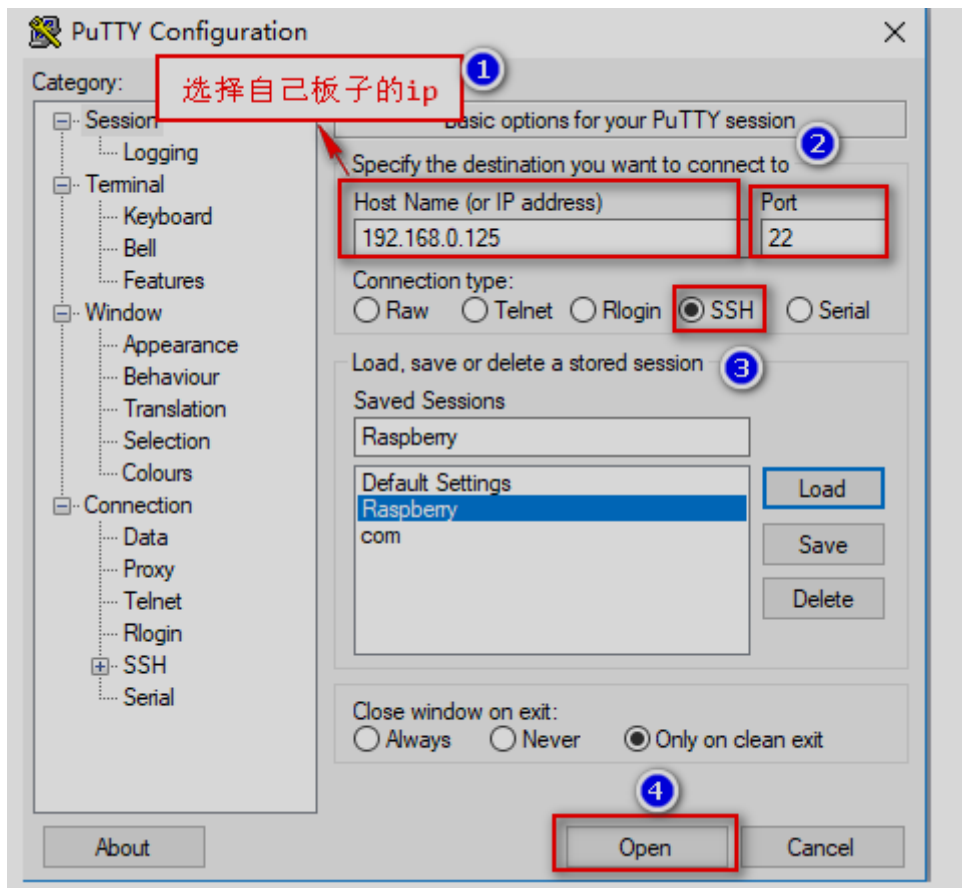 PuTTY Configuration
Category:
选择自己板子的ip
1
Session
Logging
Terminal
Keyboard
Bell
Features
Window
Appearance
Behaviour
Translation
Selection
Colours
Connection
Data
Proxy
Telnet
Rlogin
SSH
Serial
Basic options for your PuTTY session
2
Specify the destination you want to connect to
Host Name (or IP address)
Port
192.168.0.125
22
Connection type:
Raw Telnet Rlogin SSH Serial
3
Load, save or delete a stored session
Saved Sessions
Raspberry
Default Settings
Raspberry
com
Load
Save
Delete
Close window on exit:
Always Never Only on clean exit
4
About
Open
Cancel